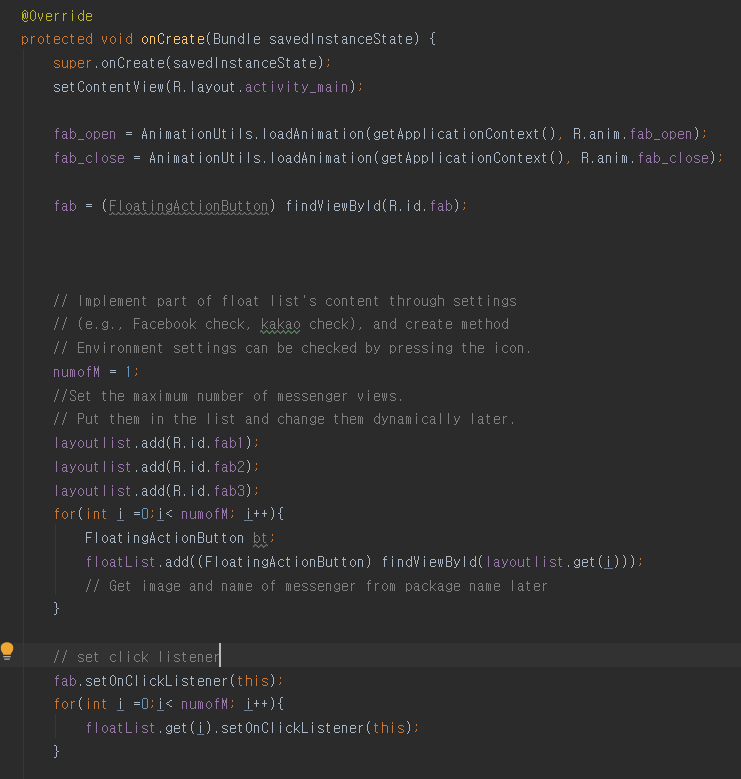 @Override
protected void onCreate(Bundle savedInstanceState) {
super.onCreate(savedInstanceState);
setContentView(R.layout.activity_main);
fab_open = AnimationUtils.loadAnimation(getApplicationContext(), R.anim.fab_open);
fab_close = AnimationUtils.loadAnimation(getApplicationContext(), R.anim.fab_close);
fab = (FloatingActionButton) findViewById(R.id.fab);
// Implement part of float list's content through settings
// (e.g., Facebook check, kakao check), and create method
// Environment settings can be checked by pressing the icon.
numofM = 1;
//Set the maximum number of messenger views.
// Put them in the list and change them dynamically later.
layoutlist.add(R.id.fab1);
layoutlist.add(R.id.fab2);
layoutlist.add(R.id.fab3);
for(int i =0;i< numofM; i++){
FloatingActionButton bt;
floatList.add((FloatingActionButton) findViewById(layoutlist.get(i)));
// Get image and name of messenger from package name later
}
// set click listener
fab.setOnClickListener(this);
for(int i =0;i< numofM; i++){
floatList.get(i).setOnClickListener(this);
}